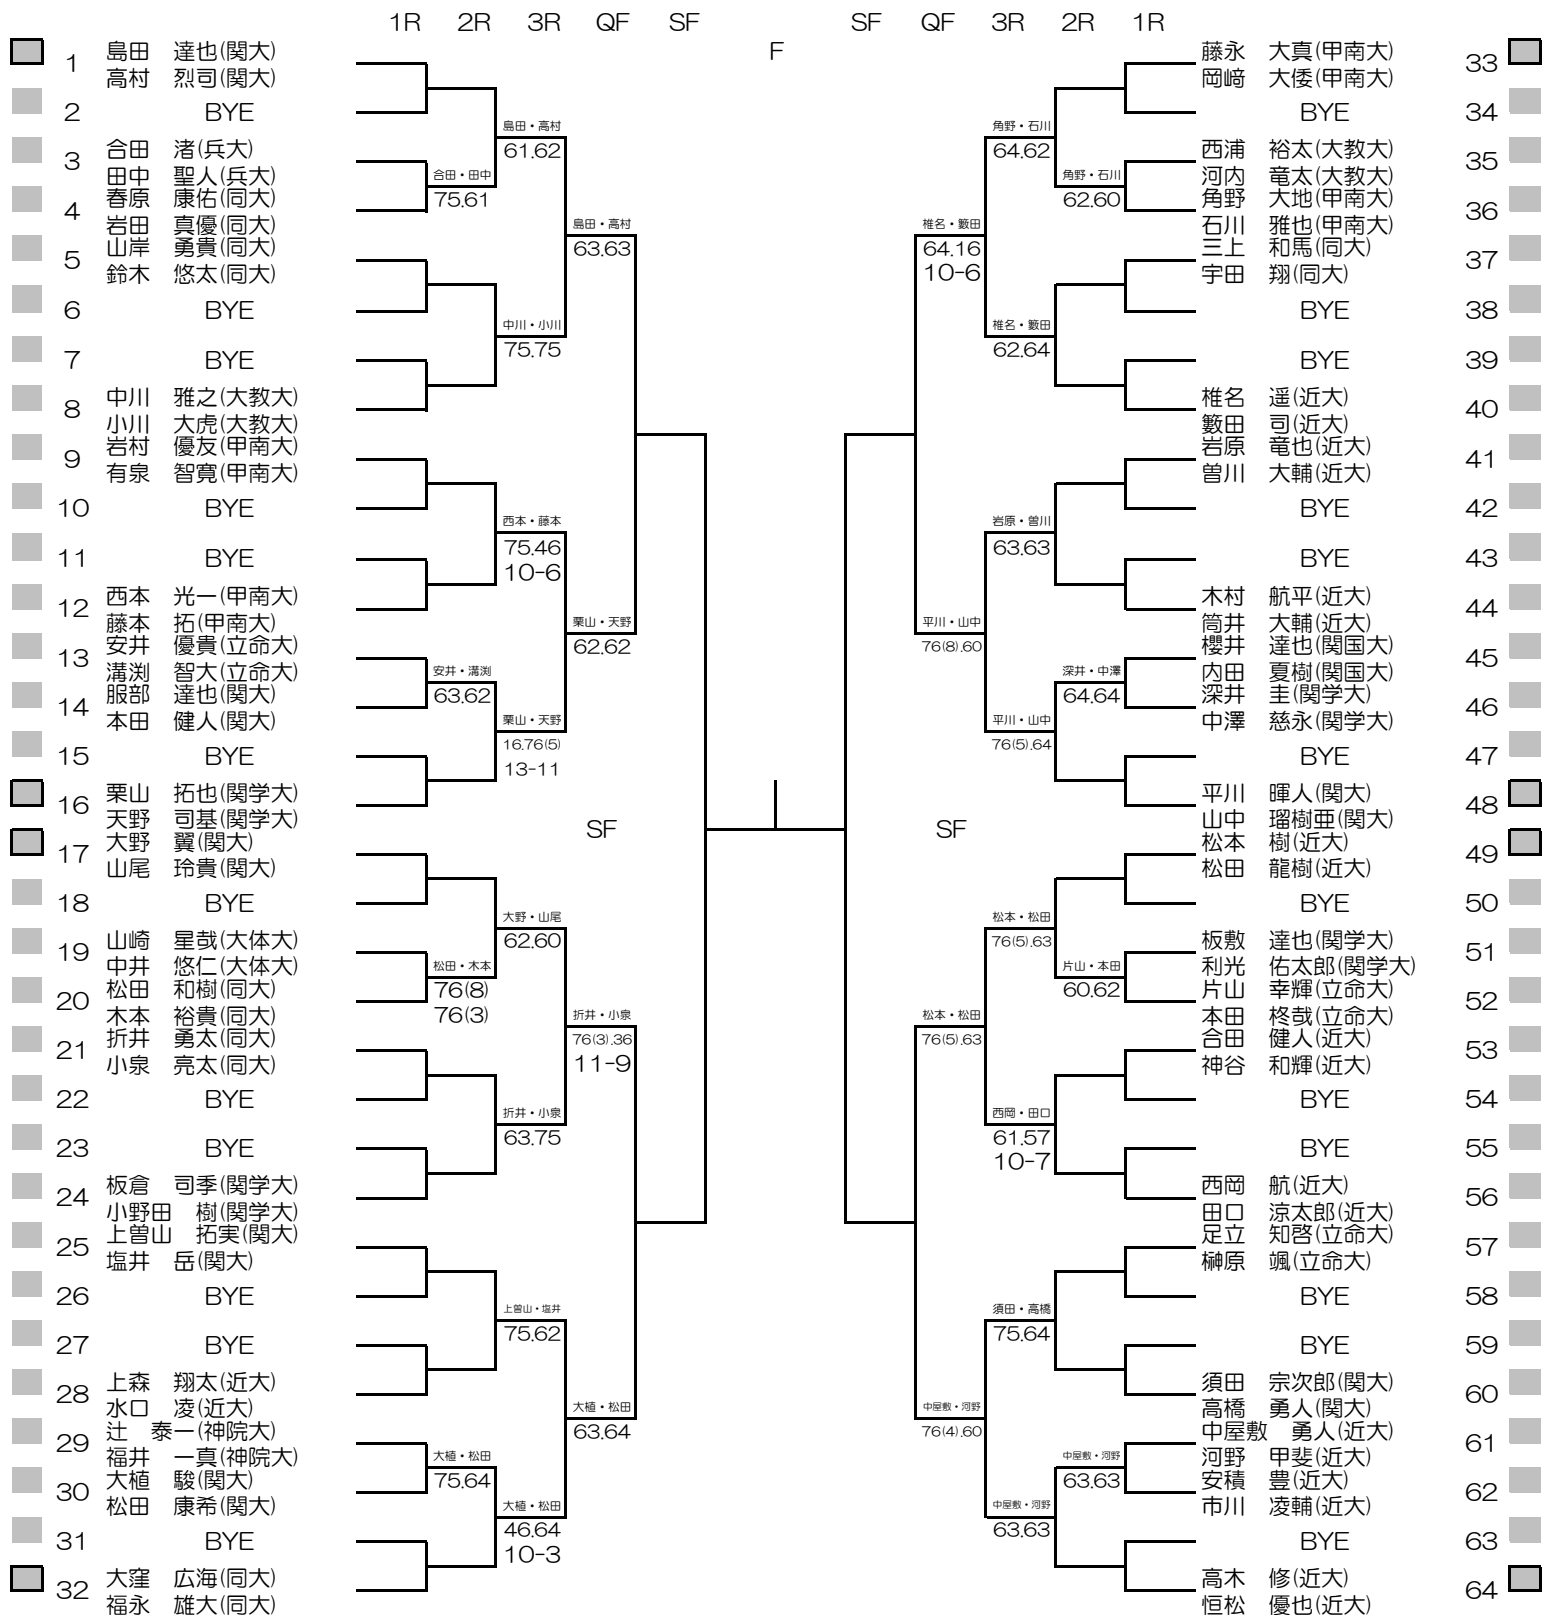 1R 2R 3R QF SF F SF QF 3R 2R 1R
1 島田 達也(関大)
高村 烈司(関大)
2 BYE
3 合田 渚(兵大)
田中 聖人(兵大)
4 春原 康佑(同大)
岩田 真優(同大)
5 山岸 勇貴(同大)
鈴木 悠太(同大)
6 BYE
7 BYE
8 中川 雅之(大教大)
小川 大虎(大教大)
9 岩村 優友(甲南大)
有泉 智寛(甲南大)
10 BYE
11 BYE
12 西本 光一(甲南大)
藤本 拓(甲南大)
13 安井 優貴(立命大)
溝渕 智大(立命大)
14 服部 達也(関大)
本田 健人(関大)
15 BYE
16 栗山 拓也(関学大)
天野 司基(関学大)
17 大野 翼(関大)
山尾 玲貴(関大)
18 BYE
19 山崎 星哉(大体大)
中井 悠仁(大体大)
20 松田 和樹(同大)
木本 裕貴(同大)
21 折井 勇太(同大)
小泉 亮太(同大)
22 BYE
23 BYE
24 板倉 司季(関学大)
小野田 樹(関学大)
25 上曽山 拓実(関大)
塩井 岳(関大)
26 BYE
27 BYE
28 上森 翔太(近大)
水口 凌(近大)
29 辻 泰一(神院大)
福井 一真(神院大)
30 大植 駿(関大)
松田 康希(関大)
31 BYE
32 大窪 広海(同大)
福永 雄大(同大)
合田・田中
75.61
安井・溝渕
63.62
松田・木本
76(8)
76(3)
大植・松田
75.64
島田・高村
61.62
中川・小川
75.75
西本・藤本
75.46
10-6
栗山・天野
16.76(5)
13-11
大野・山尾
62.60
折井・小泉
63.75
上曽山・塩井
75.62
大植・松田
46.64
10-3
島田・高村
63.63
栗山・天野
62.62
折井・小泉
76(3).36
11-9
大植・松田
63.64
SF
SF
椎名・籔田
64.16
10-6
平川・山中
76(8).60
松本・松田
76(5).63
中屋敷・河野
76(4).60
角野・石川
64.62
椎名・籔田
62.64
岩原・曽川
63.63
平川・山中
76(5).64
松本・松田
76(5).63
西岡・田口
61.57
10-7
須田・高橋
75.64
中屋敷・河野
63.63
角野・石川
62.60
深井・中澤
64.64
片山・本田
60.62
中屋敷・河野
63.63
藤永 大真(甲南大) 33
岡﨑 大倭(甲南大)
BYE 34
西浦 裕太(大教大) 35
河内 竜太(大教大)
角野 大地(甲南大) 36
石川 雅也(甲南大)
三上 和馬(同大) 37
宇田 翔(同大)
BYE 38
BYE 39
椎名 遥(近大) 40
籔田 司(近大)
岩原 竜也(近大) 41
曽川 大輔(近大)
BYE 42
BYE 43
木村 航平(近大) 44
筒井 大輔(近大)
櫻井 達也(関国大) 45
内田 夏樹(関国大)
深井 圭(関学大) 46
中澤 慈永(関学大)
BYE 47
平川 暉人(関大) 48
山中 瑠樹亜(関大)
松本 樹(近大) 49
松田 龍樹(近大)
BYE 50
板敷 達也(関学大) 51
利光 佑太郎(関学大)
片山 幸輝(立命大) 52
本田 柊哉(立命大)
合田 健人(近大) 53
神谷 和輝(近大)
BYE 54
BYE 55
西岡 航(近大) 56
田口 涼太郎(近大)
足立 知啓(立命大) 57
榊原 颯(立命大)
BYE 58
BYE 59
須田 宗次郎(関大) 60
高橋 勇人(関大)
中屋敷 勇人(近大) 61
河野 甲斐(近大)
安積 豊(近大) 62
市川 凌輔(近大)
BYE 63
高木 修(近大) 64
恒松 優也(近大)